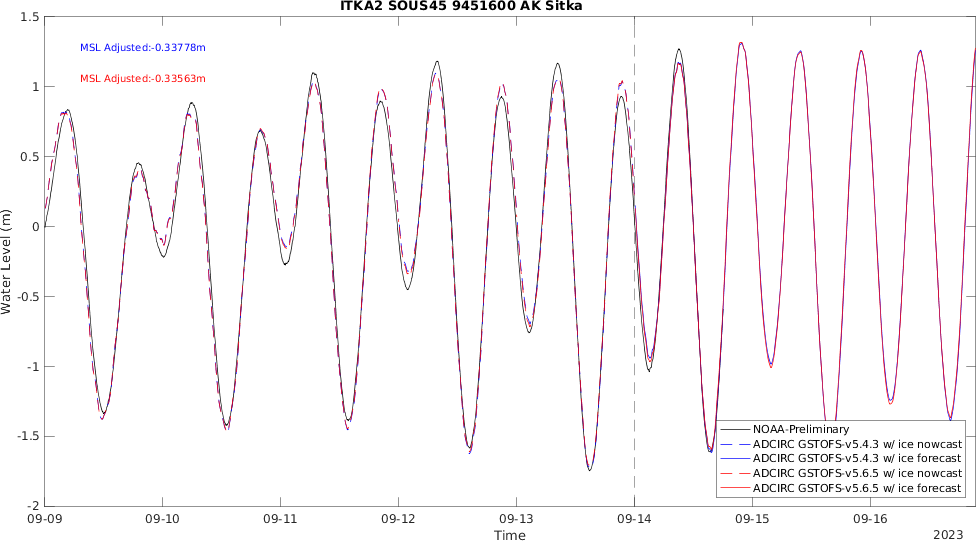 ITKA2 SOUS45 9451600 AK Sitka
MSL Adjusted:-0.33778m
MSL Adjusted:-0.33563m
1.5
1
0.5
0
-0.5
-1
-1.5
-2
Water Level (m)
NOAA-Preliminary
ADCIRC GSTOFS-v5.4.3 w/ ice nowcast
ADCIRC GSTOFS-v5.4.3 w/ ice forecast
ADCIRC GSTOFS-v5.6.5 w/ ice nowcast
ADCIRC GSTOFS-v5.6.5 w/ ice forecast
09-09 09-10 09-11 09-12 09-13 09-14 09-15 09-16
Time
2023